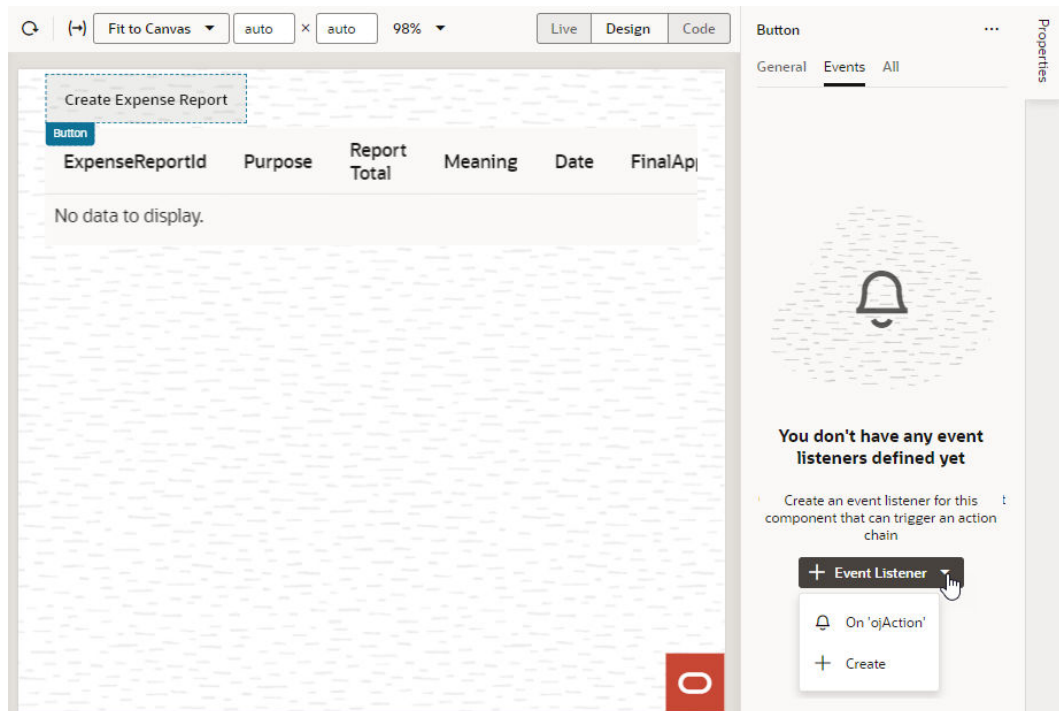 Fit to Canvas auto × auto 98% Live Design Code
Create Expense Report
Button
ExpenseReportId Purpose Report Total Meaning Date FinalAp
No data to display.
Button ...
General Events All
You don't have any event
listeners defined yet
Create an event listener for this t
component that can trigger an action
chain
+ Event Listener
On 'ojAction'
+ Create
Properties